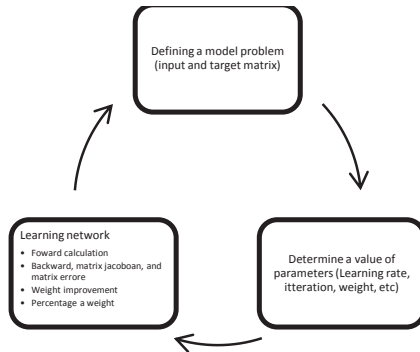 Defining a model problem
(input and target matrix)
Determine a value of
parameters (Learning rate,
itteration, weight, etc)
Learning network
• Foward calculation
• Backward, matrix jacoboan, and
matrix errore
• Weight improvement
• Percentage a weight